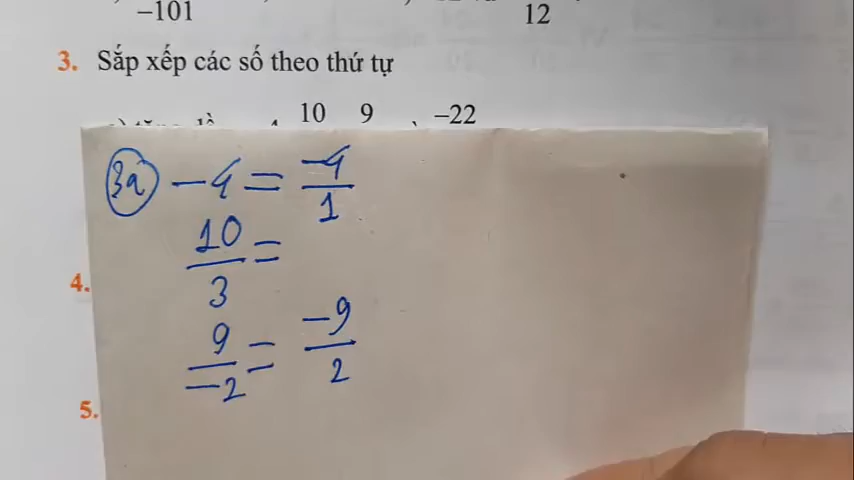 -101
12
3. Sắp xếp các số theo thứ tự
10 9 -22
3a -4 = -4/1
10/3 =
4.
9/-2 = -9/2
5.